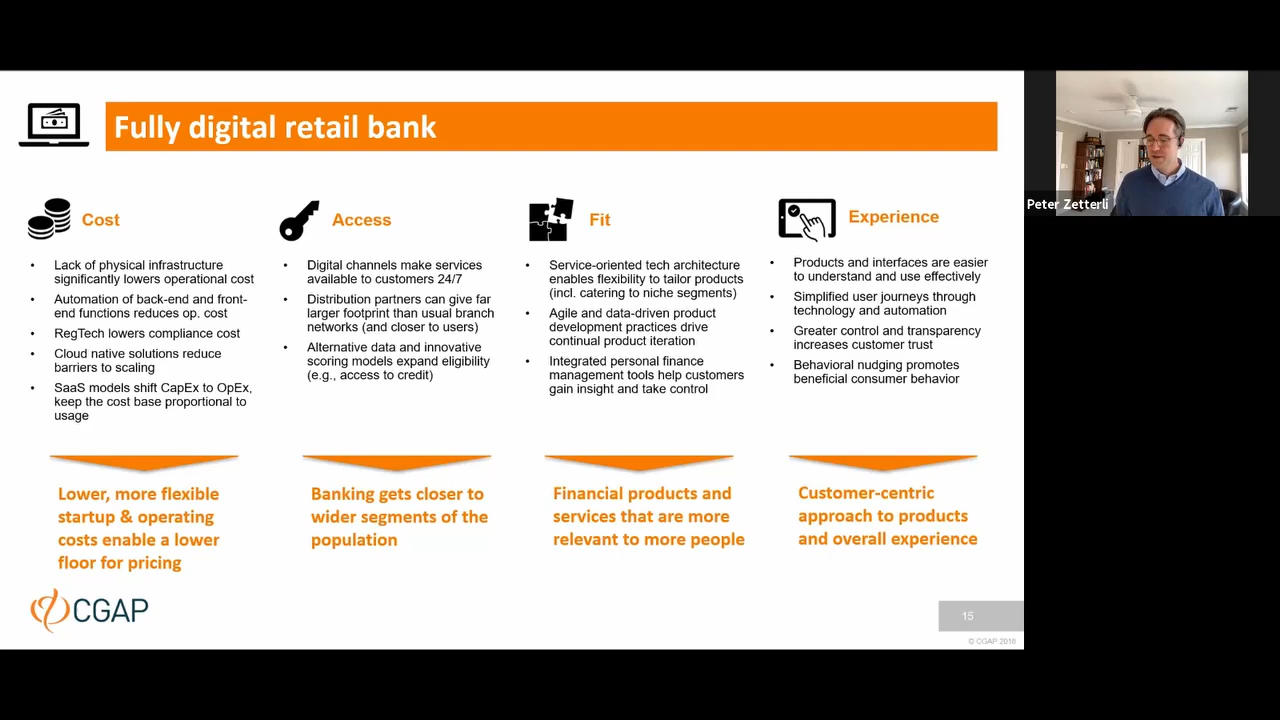 Fully digital retail bank
Cost
• Lack of physical infrastructure
significantly lowers operational cost
• Automation of back-end and front-
end functions reduces op. cost
• RegTech lowers compliance cost
• Cloud native solutions reduce
barriers to scaling
• SaaS models shift CapEx to OpEx,
keep the cost base proportional to
usage
Lower, more flexible
startup & operating
costs enable a lower
floor for pricing
Access
• Digital channels make services
available to customers 24/7
• Distribution partners can give far
larger footprint than usual branch
networks (and closer to users)
• Alternative data and innovative
scoring models expand eligibility
(e.g., access to credit)
Banking gets closer to
wider segments of the
population
Fit
• Service-oriented tech architecture
enables flexibility to tailor products
(incl. catering to niche segments)
• Agile and data-driven product
development practices drive
continual product iteration
• Integrated personal finance
management tools help customers
gain insight and take control
Financial products and
services that are more
relevant to more people
Experience
• Products and interfaces are easier
to understand and use effectively
• Simplified user journeys through
technology and automation
• Greater control and transparency
increases customer trust
• Behavioral nudging promotes
beneficial consumer behavior
Customer-centric
approach to products
and overall experience
CGAP
15
© CGAP 2018
Peter Zetterli